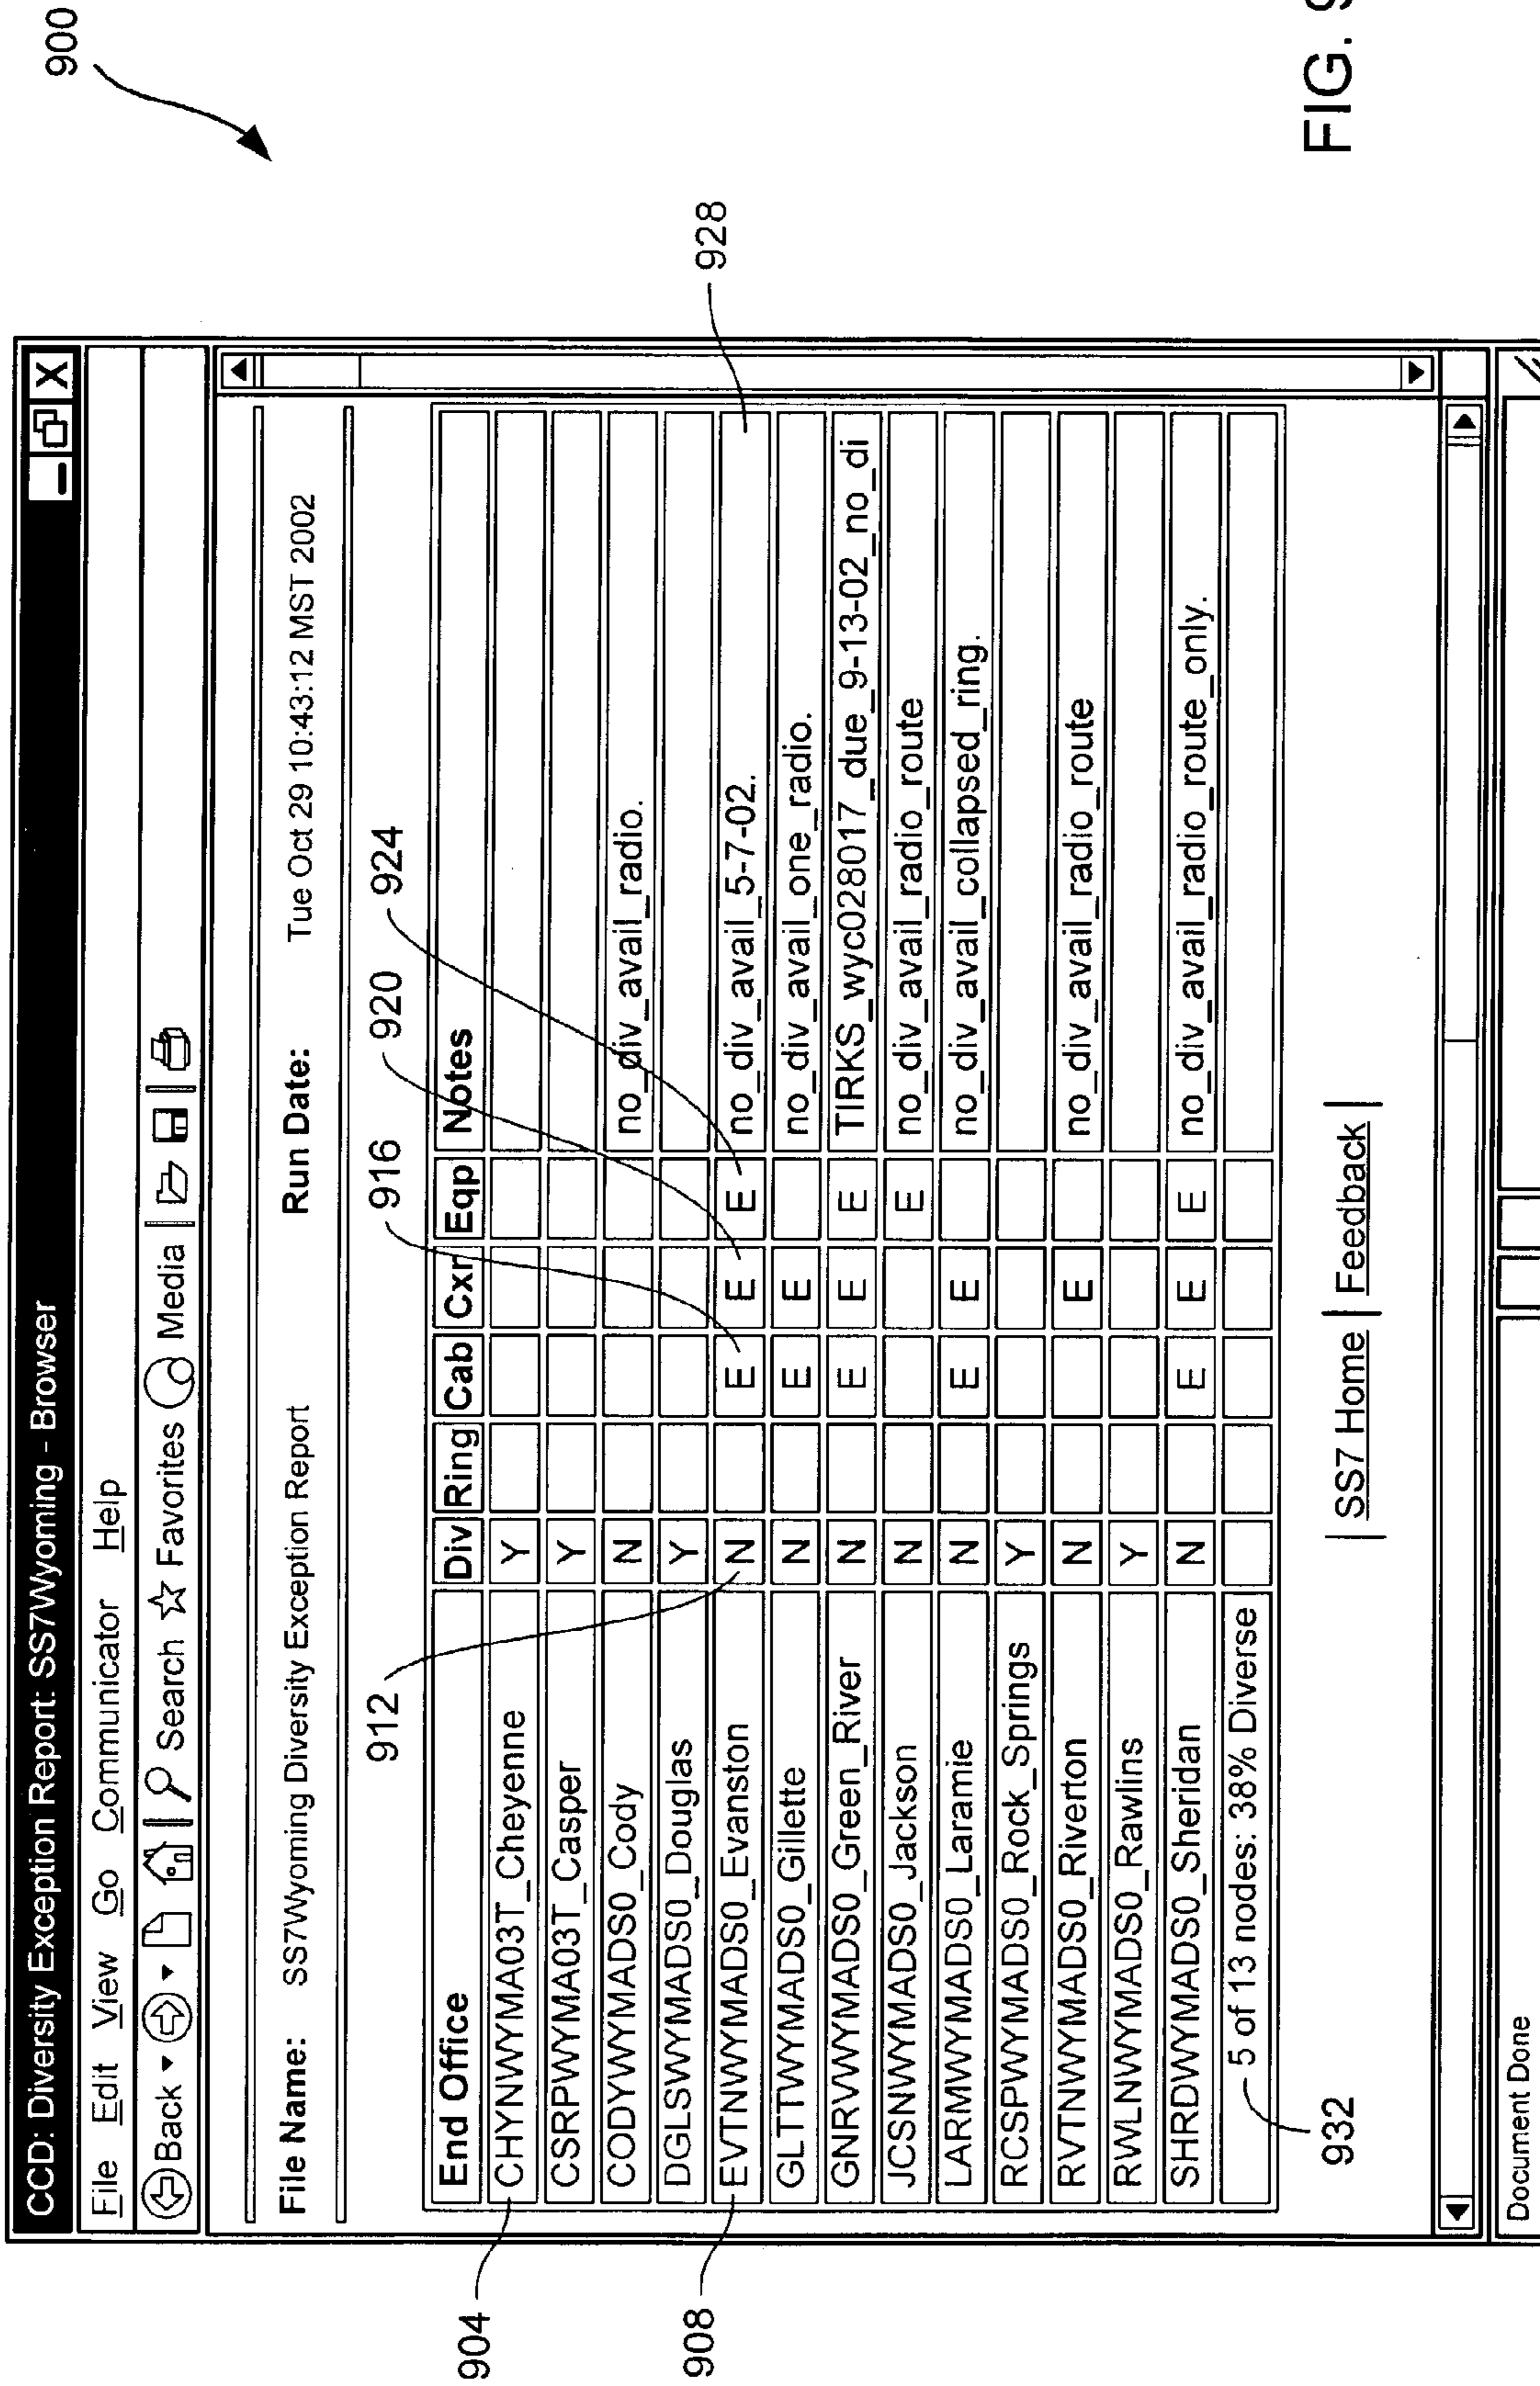 900
CCD: Diversity Exception Report: SS7Wyoming - Browser
File Edit View Go Communicator Help
Back Search Favorites Media
File Name: SS7Wyoming Diversity Exception Report Run Date: Tue Oct 29 10:43:12 MST 2002
912 916 920 924
End Office Div Ring Cab Cxr Eqp Notes
904 CHYNWYMA03T_Cheyenne Y
CSRPWYMA03T_Casper Y
CODYWYMADS0_Cody N no_div_avail_radio.
DGLSWYMADS0_Douglas Y
908 EVTNWYMADS0_Evanston N E E E no_div_avail_5-7-02. 928
GLTTWYMADS0_Gillette N E E no_div_avail_one_radio.
GNRVWYMADS0_Green_River N E E E TIRKS_wyc028017_due_9-13-02_no_di
JCSNWYMADS0_Jackson N E no_div_avail_radio_route
LARMWYMADS0_Laramie N E E no_div_avail_collapsed_ring.
RCSPWYMADS0_Rock_Springs Y
RVTNWYMADS0_Riverton N E no_div_avail_radio_route
RWLNWYMADS0_Rawlins Y
SHRDWYMADS0_Sheridan N E E E no_div_avail_radio_route_only.
5 of 13 nodes: 38% Diverse
932
| SS7 Home | Feedback |
Document Done
FIG. 9